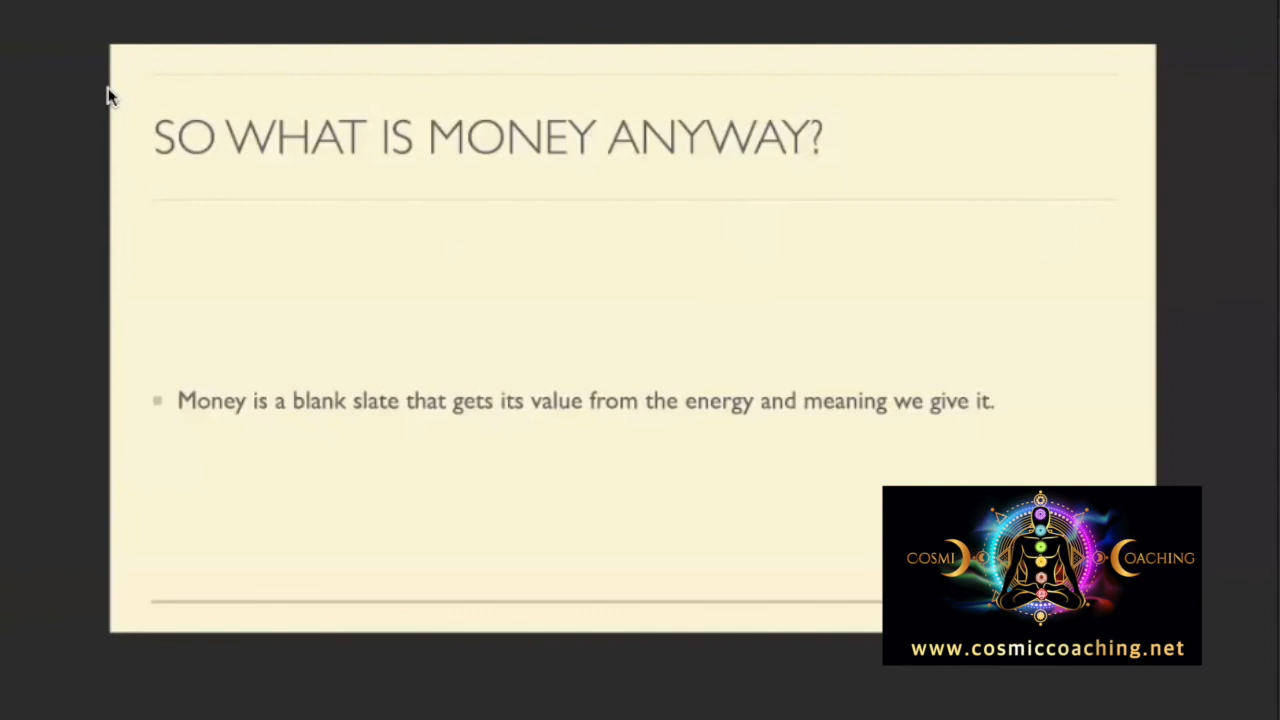 SO WHAT IS MONEY ANYWAY?
Money is a blank slate that gets its value from the energy and meaning we give it.
COSMIC COACHING
www.cosmiccoaching.net